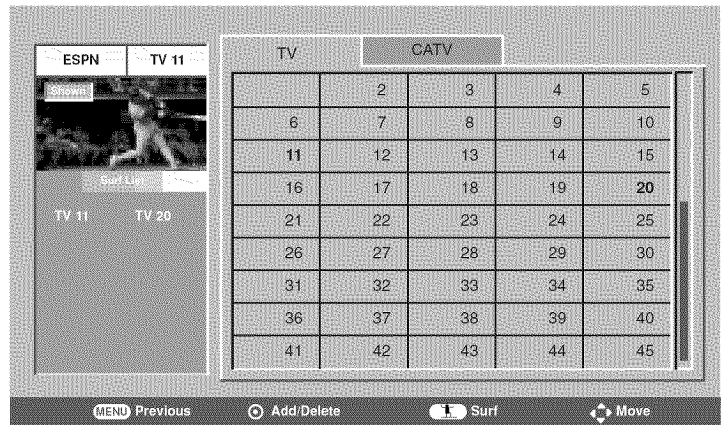 ESPN TV 11
Shown
Surf List
TV 11 TV 20
TV CATV
2 3 4 5
6 7 8 9 10
11 12 13 14 15
16 17 18 19 20
21 22 23 24 25
26 27 28 29 30
31 32 33 34 35
36 37 38 39 40
41 42 43 44 45
MENU Previous Add/Delete Surf Move